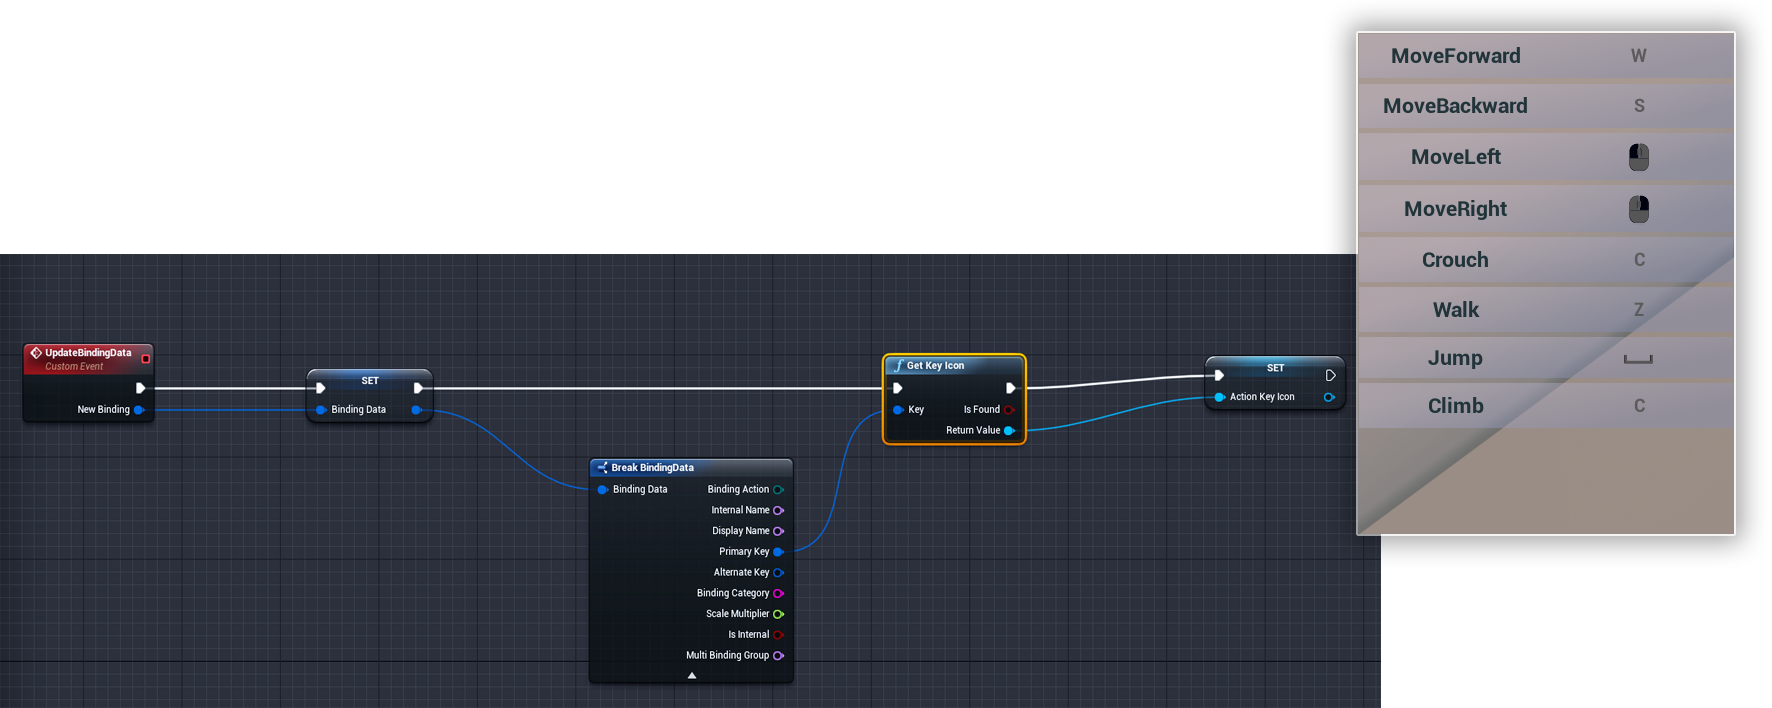 MoveForward W
MoveBackward S
MoveLeft
MoveRight
Crouch C
Walk Z
Jump
Climb C
UpdateBindingData
Custom Event
New Binding
SET
Binding Data
Break BindingData
Binding Data Binding Action
Internal Name
Display Name
Primary Key
Alternate Key
Binding Category
Scale Multiplier
Is Internal
Multi Binding Group
f Get Key Icon
Key Is Found
Return Value
SET
Action Key Icon